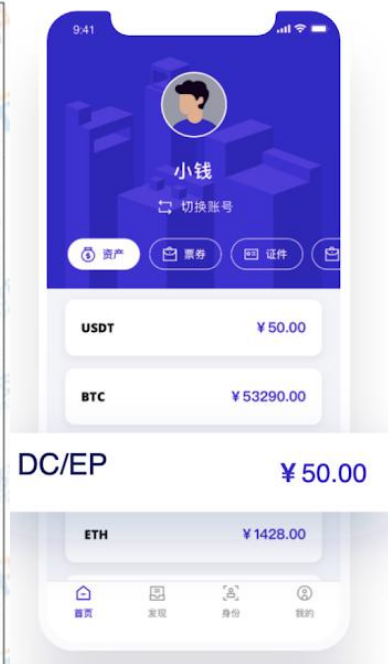 9:41
小钱
切换账号
资产 票券 证件
USDT ¥50.00
BTC ¥53290.00
DC/EP ¥50.00
ETH ¥1428.00
首页 发现 身份 我的